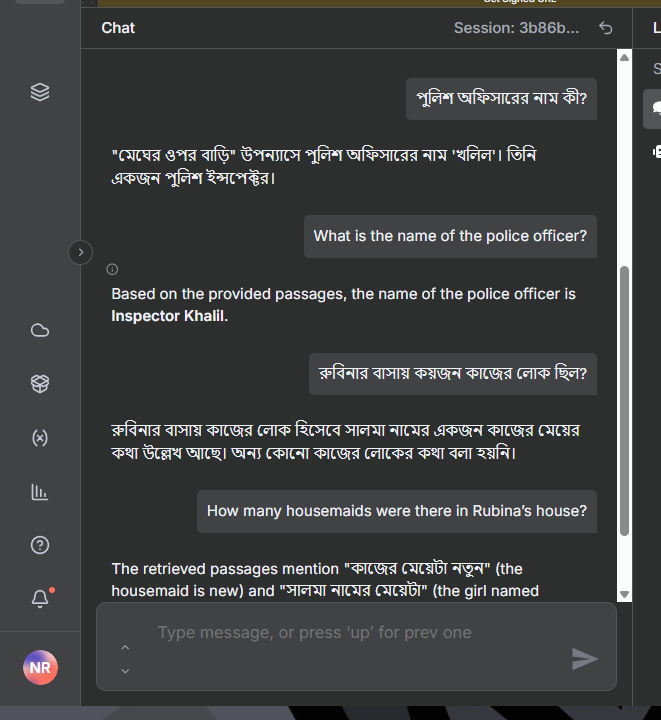 Chat
Session: 3b86b...
পুলিশ অফিসারের নাম কী?
"মেঘের ওপর বাড়ি" উপন্যাসে পুলিশ অফিসারের নাম 'খলিল'। তিনি
একজন পুলিশ ইন্সপেক্টর।
What is the name of the police officer?
Based on the provided passages, the name of the police officer is
Inspector Khalil.
রুবিনার বাসায় কয়জন কাজের লোক ছিল?
রুবিনার বাসায় কাজের লোক হিসেবে সালমা নামের একজন কাজের মেয়ের
কথা উল্লেখ আছে। অন্য কোনো কাজের লোকের কথা বলা হয়নি।
How many housemaids were there in Rubina’s house?
The retrieved passages mention "কাজের মেয়েটা নতুন" (the
housemaid is new) and "সালমা নামের মেয়েটা" (the girl named
Type message, or press ‘up’ for prev one
NR